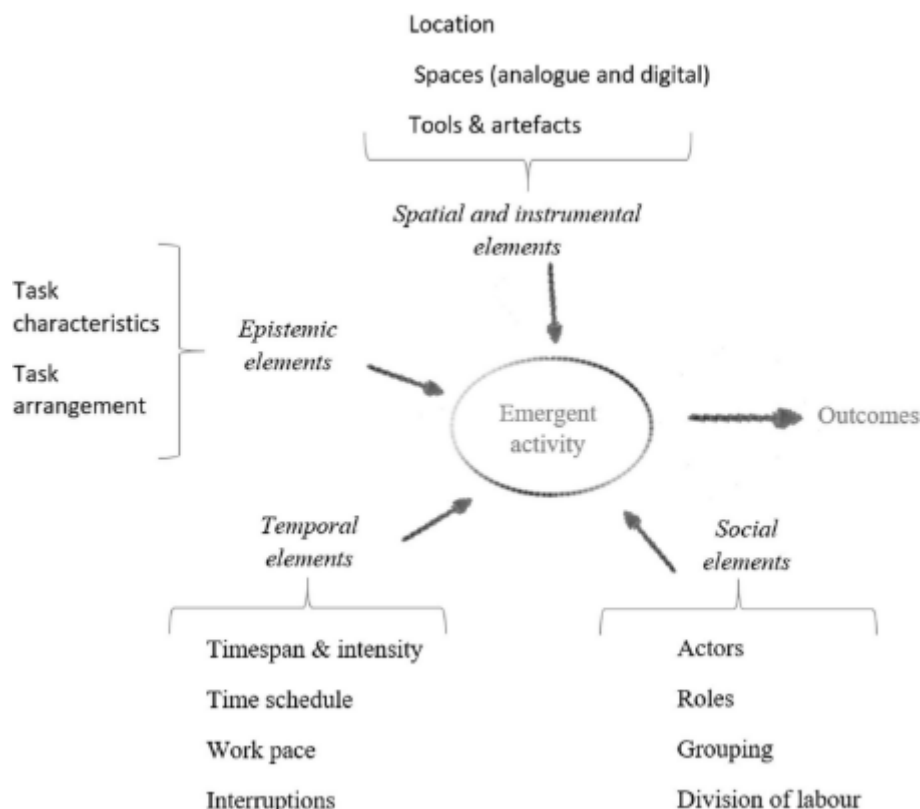 Location
Spaces (analogue and digital)
Tools & artefacts
Spatial and instrumental
elements
Task
characteristics
Task
arrangement
Epistemic
elements
Emergent
activity
Outcomes
Temporal
elements
Timespan & intensity
Time schedule
Work pace
Interruptions
Social
elements
Actors
Roles
Grouping
Division of labour